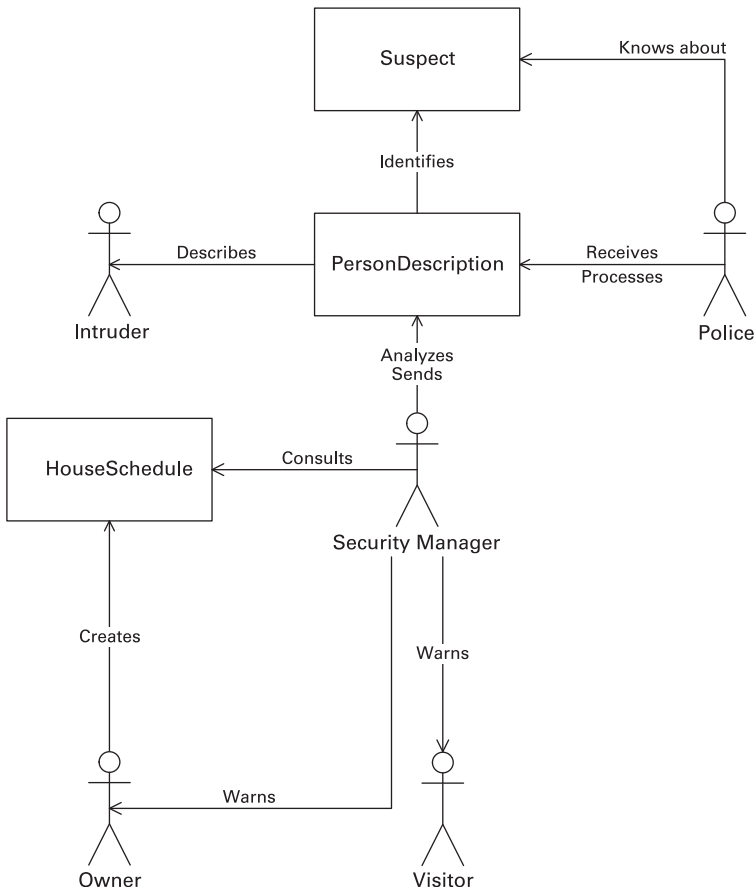 Suspect
Knows about
Identifies
Describes
PersonDescription
Receives
Processes
Intruder
Police
Analyzes
Sends
HouseSchedule
Consults
Security Manager
Creates
Warns
Warns
Owner
Visitor